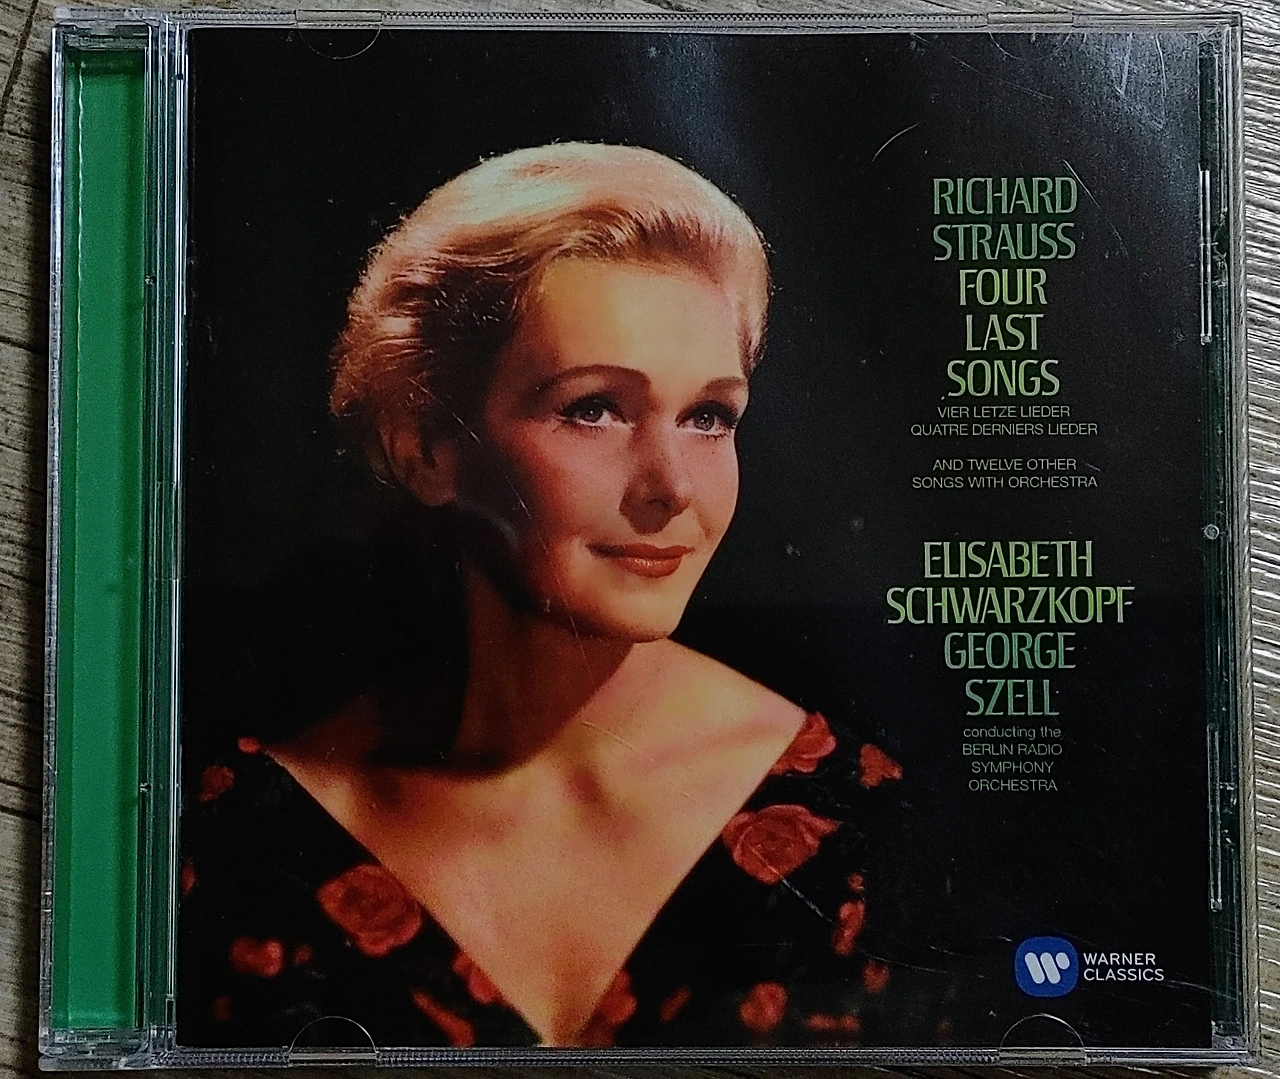 RICHARD
STRAUSS
FOUR
LAST
SONGS
VIER LETZE LIEDER
QUATRE DERNIERS LIEDER
AND TWELVE OTHER
SONGS WITH ORCHESTRA
ELISABETH
SCHWARZKOPF
GEORGE
SZELL
conducting the
BERLIN RADIO
SYMPHONY
ORCHESTRA
WARNER
CLASSICS